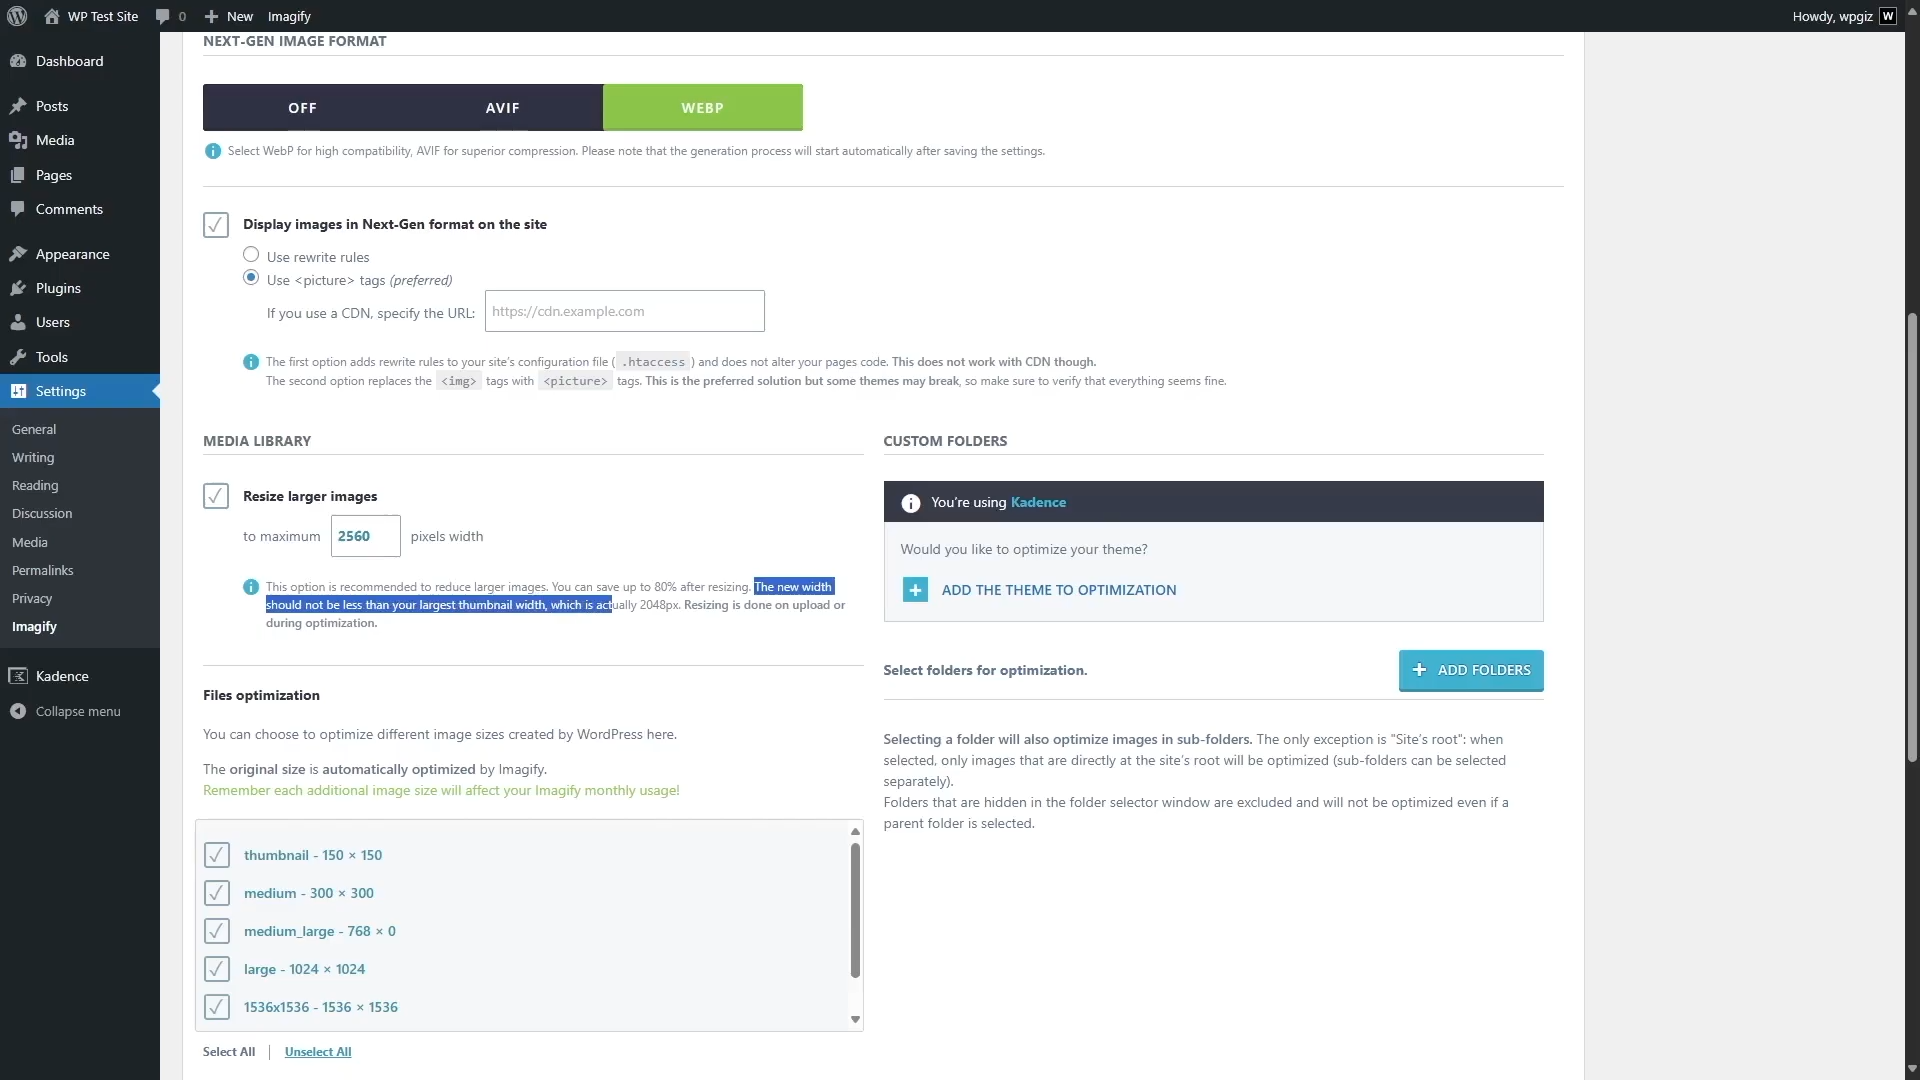 WP Test Site
0
New
Imagify
Howdy, wpgiz
W
Dashboard
Posts
Media
Pages
Comments
Appearance
Plugins
Users
Tools
Settings
General
Writing
Reading
Discussion
Media
Permalinks
Privacy
Imagify
Kadence
Collapse menu
NEXT-GEN IMAGE FORMAT
OFF
AVIF
WEBP
Select WebP for high compatibility, AVIF for superior compression. Please note that the generation process will start automatically after saving the settings.
Display images in Next-Gen format on the site
Use rewrite rules
Use <picture> tags (preferred)
If you use a CDN, specify the URL:
https://cdn.example.com
The first option adds rewrite rules to your site's configuration file ( .htaccess ) and does not alter your pages code. This does not work with CDN though.
The second option replaces the <img> tags with <picture> tags. This is the preferred solution but some themes may break, so make sure to verify that everything seems fine.
MEDIA LIBRARY
Resize larger images
to maximum 2560 pixels width
This option is recommended to reduce larger images. You can save up to 80% after resizing. The new width
should not be less than your largest thumbnail width, which is actually 2048px. Resizing is done on upload or
during optimization.
Files optimization
You can choose to optimize different image sizes created by WordPress here.
The original size is automatically optimized by Imagify.
Remember each additional image size will affect your Imagify monthly usage!
thumbnail - 150 × 150
medium - 300 × 300
medium_large - 768 × 0
large - 1024 × 1024
1536x1536 - 1536 × 1536
Select All
Unselect All
CUSTOM FOLDERS
You're using Kadence
Would you like to optimize your theme?
ADD THE THEME TO OPTIMIZATION
Select folders for optimization.
ADD FOLDERS
Selecting a folder will also optimize images in sub-folders. The only exception is "Site's root": when
selected, only images that are directly at the site's root will be optimized (sub-folders can be selected
separately).
Folders that are hidden in the folder selector window are excluded and will not be optimized even if a
parent folder is selected.